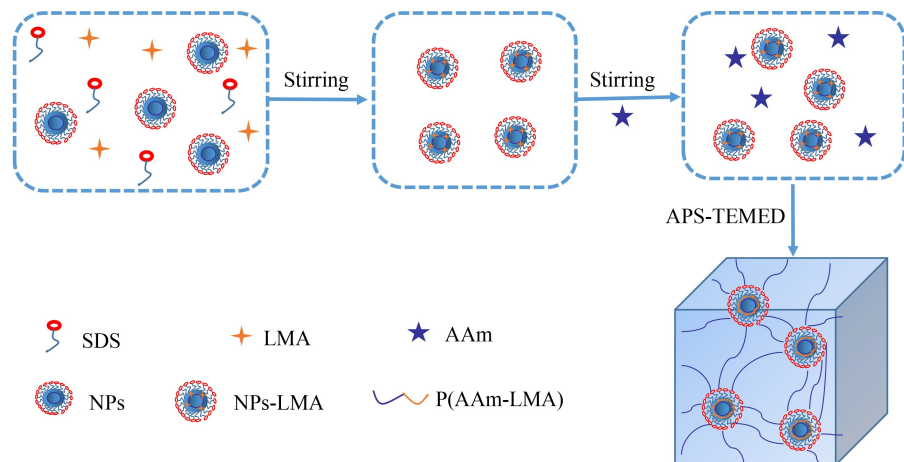 Stirring
Stirring
APS-TEMED
SDS
LMA
AAm
NPs
NPs-LMA
P(AAm-LMA)